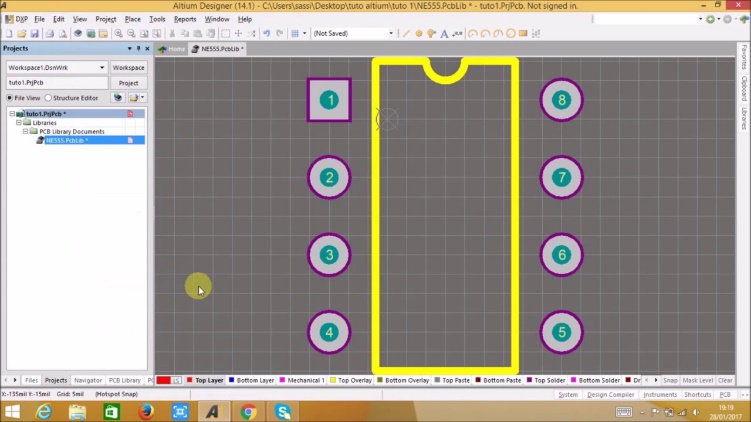 Altium Designer (14.1) - C:\Users\sassi\Desktop\tuto altium\tuto 1\NE555.PcbLib * - tuto1.PrjPcb. Not signed in.
DXP File Edit View Project Place Tools Reports Window Help
(Not Saved)
Projects
Home NE555.PcbLib *
Workspace1.DsnWrk Workspace
tuto1.PrjPcb Project
File View Structure Editor
tuto1.PrjPcb *
Libraries
PCB Library Documents
NE555.PcbLib *
1 8
2 7
3 6
4 5
Favorites
Clipboard
Libraries
Files Projects Navigator PCB Library PC
LS Top Layer Bottom Layer Mechanical 1 Top Overlay Bottom Overlay Top Paste Bottom Paste Top Solder Bottom Solder Dr Snap Mask Level Clear
X:-135mil Y:-15mil Grid: 5mil (Hotspot Snap) System Design Compiler Instruments Shortcuts PCB
19:19
28/01/2017